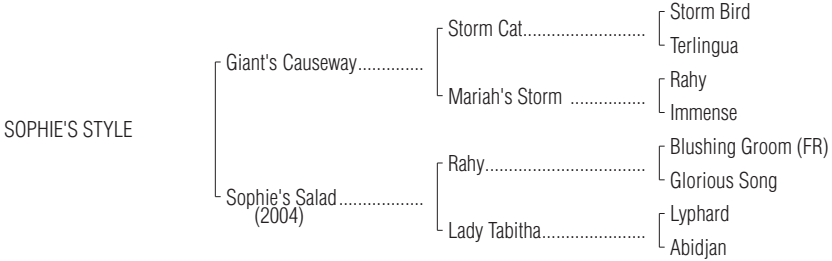 SOPHIE'S STYLE
Giant's Causeway..............
Sophie's Salad..................
(2004)
Storm Cat..........................
Mariah's Storm ................
Rahy..................................
Lady Tabitha......................
Storm Bird
Terlingua
Rahy
Immense
Blushing Groom (FR)
Glorious Song
Lyphard
Abidjan